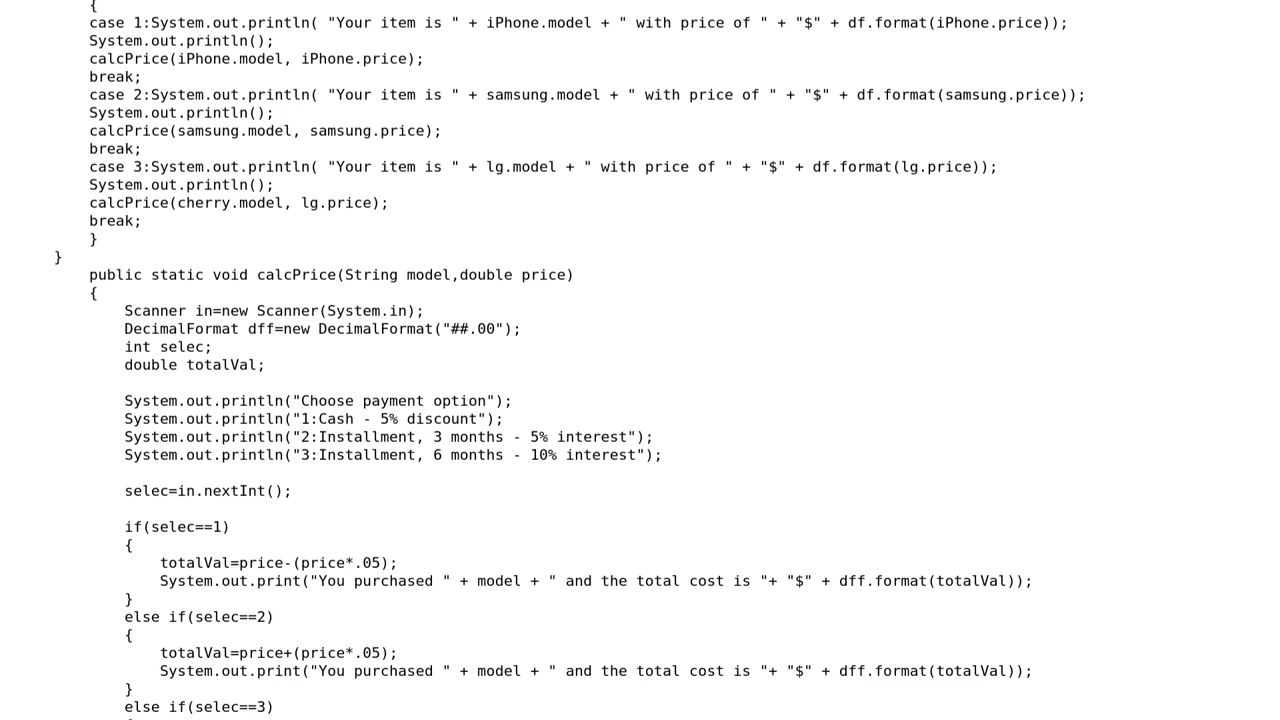 {
case 1:System.out.println( "Your item is " + iPhone.model + " with price of " + "$" + df.format(iPhone.price));
System.out.println();
calcPrice(iPhone.model, iPhone.price);
break;
case 2:System.out.println( "Your item is " + samsung.model + " with price of " + "$" + df.format(samsung.price));
System.out.println();
calcPrice(samsung.model, samsung.price);
break;
case 3:System.out.println( "Your item is " + lg.model + " with price of " + "$" + df.format(lg.price));
System.out.println();
calcPrice(cherry.model, lg.price);
break;
}
}
public static void calcPrice(String model,double price)
{
Scanner in=new Scanner(System.in);
DecimalFormat dff=new DecimalFormat("##.00");
int selec;
double totalVal;
System.out.println("Choose payment option");
System.out.println("1:Cash - 5% discount");
System.out.println("2:Installment, 3 months - 5% interest");
System.out.println("3:Installment, 6 months - 10% interest");
selec=in.nextInt();
if(selec==1)
{
totalVal=price-(price*.05);
System.out.print("You purchased " + model + " and the total cost is "+ "$" + dff.format(totalVal));
}
else if(selec==2)
{
totalVal=price+(price*.05);
System.out.print("You purchased " + model + " and the total cost is "+ "$" + dff.format(totalVal));
}
else if(selec==3)